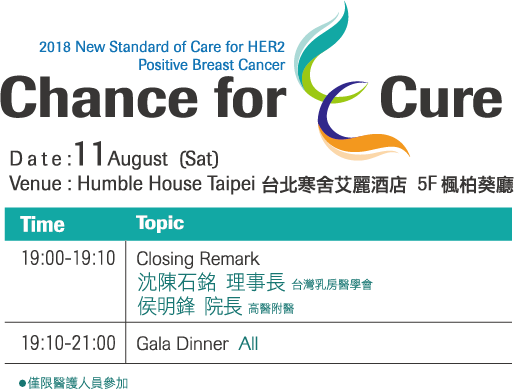 2018 New Standard of Care for HER2
Positive Breast Cancer
Chance for Cure
Date:11 August (Sat)
Venue : Humble House Taipei 台北寒舍艾麗酒店 5F 楓柏葵廳
Time Topic
19:00-19:10 Closing Remark
沈陳石銘 理事長 台灣乳房醫學會
侯明鋒 院長 高醫附醫
19:10-21:00 Gala Dinner All
●僅限醫護人員參加